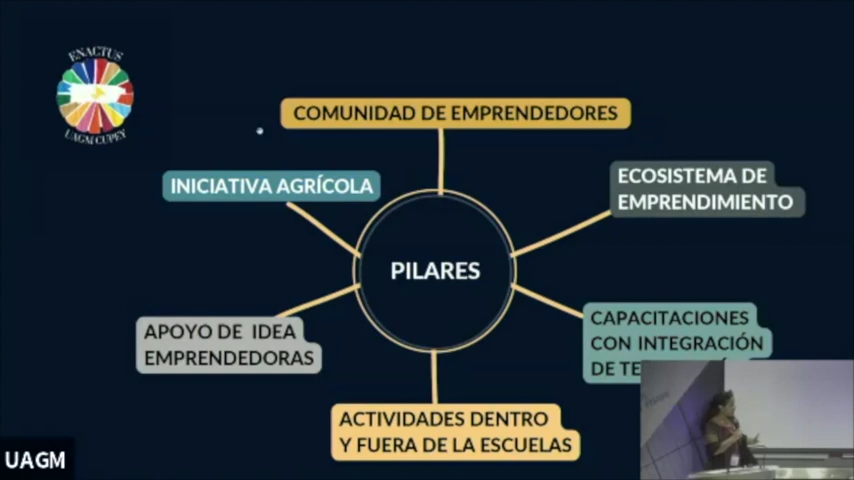 ENACTUS
UAGM CUPEY
COMUNIDAD DE EMPRENDEDORES
INICIATIVA AGRÍCOLA
ECOSISTEMA DE
EMPRENDIMIENTO
PILARES
APOYO DE IDEA
EMPRENDEDORAS
CAPACITACIONES
CON INTEGRACIÓN
DE
ACTIVIDADES DENTRO
Y FUERA DE LA ESCUELAS
UAGM